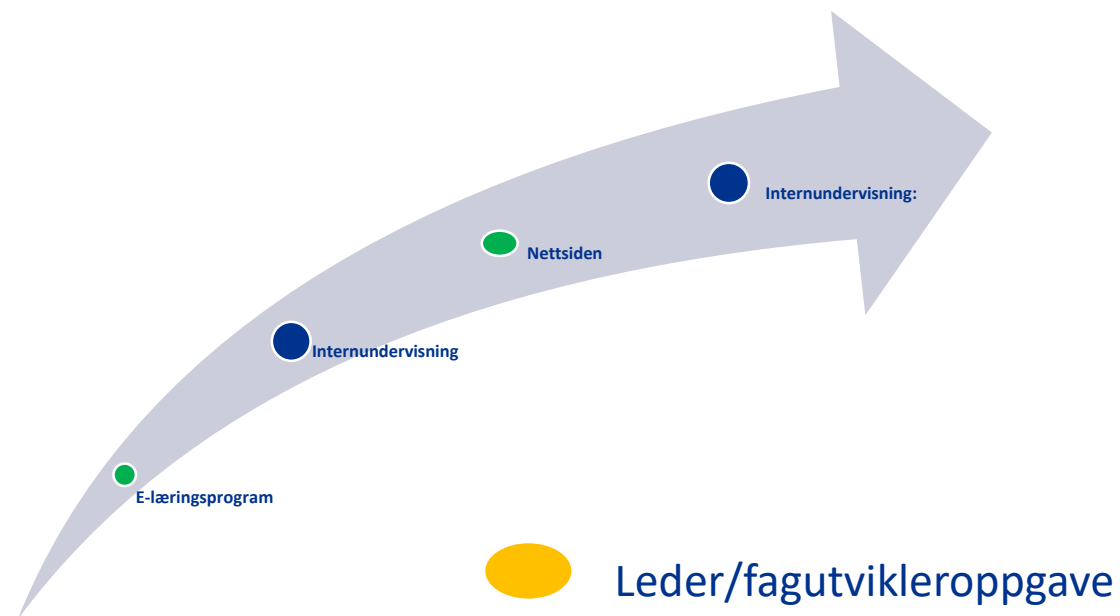 Internundervisning:
Nettsiden
Internundervisning
E-læringsprogram
Leder/fagutvikleroppgave